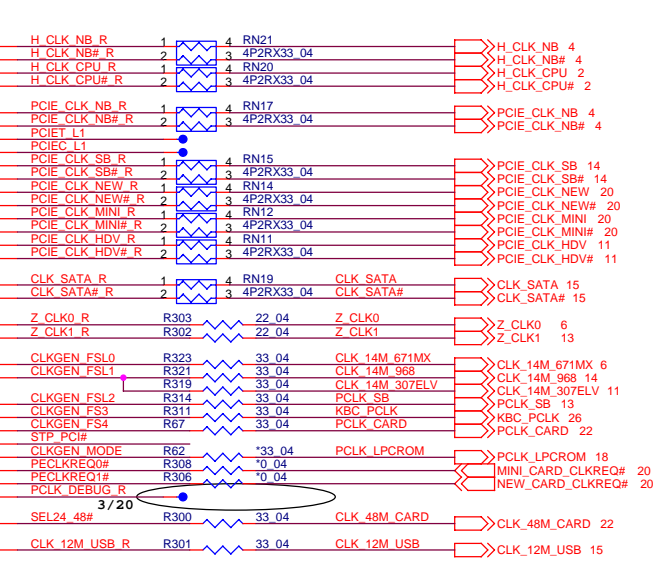 H_CLK_NB_R 1 4 RN21 H_CLK_NB 4
H_CLK_NB#_R 2 3 4P2RX33_04 H_CLK_NB# 4
H_CLK_CPU_R 1 4 RN20 H_CLK_CPU 2
H_CLK_CPU#_R 2 3 4P2RX33_04 H_CLK_CPU# 2
PCIE_CLK_NB_R 1 4 RN17 PCIE_CLK_NB 4
PCIE_CLK_NB#_R 2 3 4P2RX33_04 PCIE_CLK_NB# 4
PCIET_L1
PCIEC_L1
PCIE_CLK_SB_R 1 4 RN15 PCIE_CLK_SB 14
PCIE_CLK_SB#_R 2 3 4P2RX33_04 PCIE_CLK_SB# 14
PCIE_CLK_NEW_R 1 4 RN14 PCIE_CLK_NEW 20
PCIE_CLK_NEW#_R 2 3 4P2RX33_04 PCIE_CLK_NEW# 20
PCIE_CLK_MINI_R 1 4 RN12 PCIE_CLK_MINI 20
PCIE_CLK_MINI#_R 2 3 4P2RX33_04 PCIE_CLK_MINI# 20
PCIE_CLK_HDV_R 1 4 RN11 PCIE_CLK_HDV 11
PCIE_CLK_HDV#_R 2 3 4P2RX33_04 PCIE_CLK_HDV# 11
CLK_SATA_R 1 4 RN19 CLK_SATA CLK_SATA 15
CLK_SATA#_R 2 3 4P2RX33_04 CLK_SATA# CLK_SATA# 15
Z_CLK0_R R303 22_04 Z_CLK0 Z_CLK0 6
Z_CLK1_R R302 22_04 Z_CLK1 Z_CLK1 13
CLKGEN_FSL0 R323 33_04 CLK_14M_671MX CLK_14M_671MX 6
CLKGEN_FSL1 R321 33_04 CLK_14M_968 CLK_14M_968 14
R319 33_04 CLK_14M_307ELV CLK_14M_307ELV 11
CLKGEN_FSL2 R314 33_04 PCLK_SB PCLK_SB 13
CLKGEN_FS3 R311 33_04 KBC_PCLK KBC_PCLK 26
CLKGEN_FS4 R67 33_04 PCLK_CARD PCLK_CARD 22
STP_PCI#
CLKGEN_MODE R62 *33_04 PCLK_LPCROM PCLK_LPCROM 18
PECLKREQ0# R308 *0_04 MINI_CARD_CLKREQ# 20
PECLKREQ1# R306 *0_04 NEW_CARD_CLKREQ# 20
PCLK_DEBUG_R
3/20
SEL24_48# R300 33_04 CLK_48M_CARD CLK_48M_CARD 22
CLK_12M_USB_R R301 33_04 CLK_12M_USB CLK_12M_USB 15